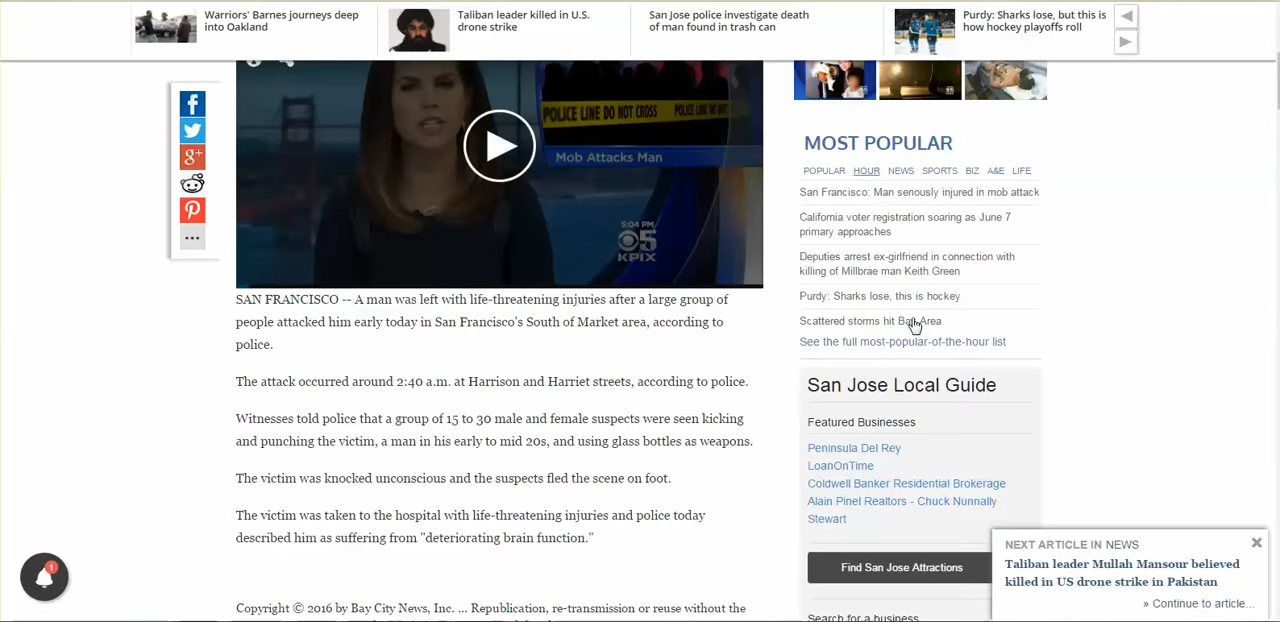 Warriors' Barnes journeys deep
into Oakland
Taliban leader killed in U.S.
drone strike
San Jose police investigate death
of man found in trash can
Purdy: Sharks lose, but this is
how hockey playoffs roll
POLICE LINE DO NOT CROSS POLICE LINE DO NO
Mob Attacks Man
5:04 PM
5
KPIX
f
g+
...
SAN FRANCISCO -- A man was left with life-threatening injuries after a large group of
people attacked him early today in San Francisco's South of Market area, according to
police.
The attack occurred around 2:40 a.m. at Harrison and Harriet streets, according to police.
Witnesses told police that a group of 15 to 30 male and female suspects were seen kicking
and punching the victim, a man in his early to mid 20s, and using glass bottles as weapons.
The victim was knocked unconscious and the suspects fled the scene on foot.
The victim was taken to the hospital with life-threatening injuries and police today
described him as suffering from "deteriorating brain function."
Copyright © 2016 by Bay City News, Inc. ... Republication, re-transmission or reuse without the
MOST POPULAR
POPULAR HOUR NEWS SPORTS BIZ A&E LIFE
San Francisco: Man seriously injured in mob attack
California voter registration soaring as June 7
primary approaches
Deputies arrest ex-girlfriend in connection with
killing of Millbrae man Keith Green
Purdy: Sharks lose, this is hockey
Scattered storms hit Bay Area
See the full most-popular-of-the-hour list
San Jose Local Guide
Featured Businesses
Peninsula Del Rey
LoanOnTime
Coldwell Banker Residential Brokerage
Alain Pinel Realtors - Chuck Nunnally
Stewart
Find San Jose Attractions
Search for a business
1
NEXT ARTICLE IN NEWS
Taliban leader Mullah Mansour believed
killed in US drone strike in Pakistan
» Continue to article...